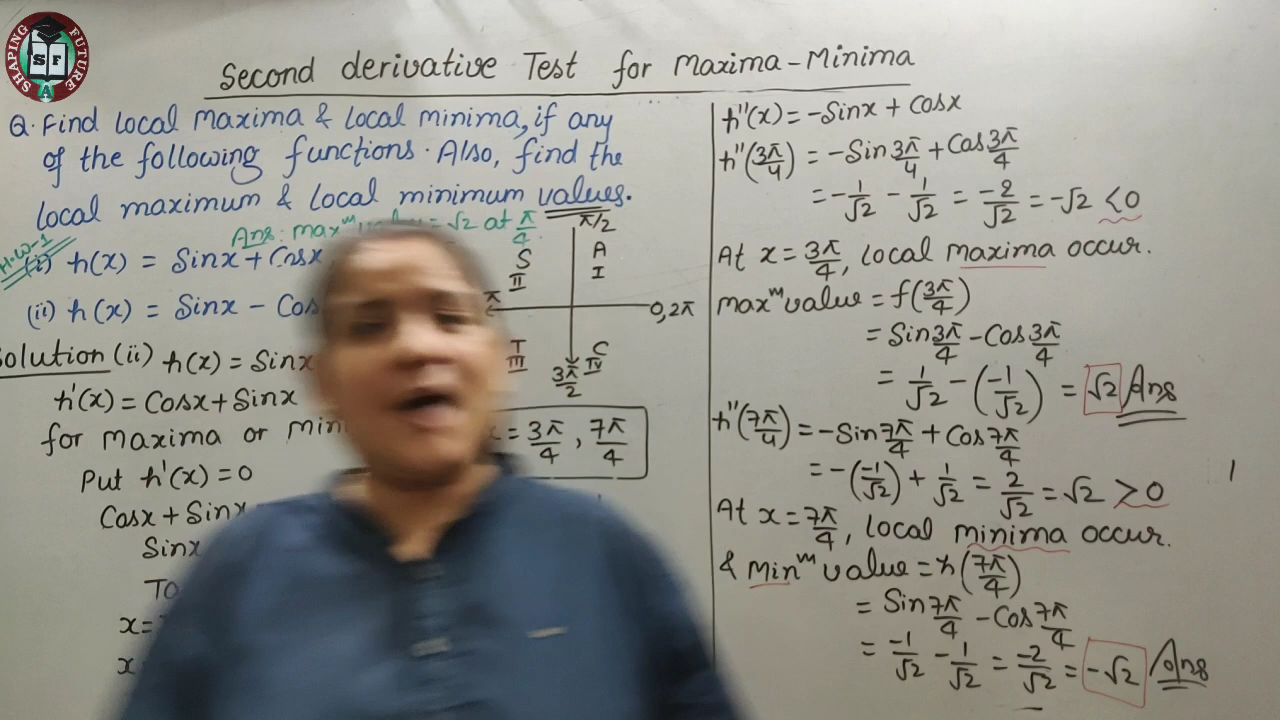 SHAPING FUTURE
S F
A
Second derivative Test for Maxima-Minima
Q. Find local maxima & local minima, if any
of the following functions. Also, find the
local maximum & local minimum values.
Ans: maxᵐ = √2 at π/4.
H.W-1
(i) h(x) = Sinx + Cosx
(ii) h(x) = Sinx - Cos
Solution (ii) h(x) = Sinx
h'(x) = Cosx + Sinx
for maxima or mini
Put h'(x) = 0
Cosx + Sinx
Sinx
x =
x
π/2
S II
A I
π
0, 2π
T III
C IV
3π/2
= 3π/4, 7π/4
h''(x) = -Sinx + Cosx
h''(3π/4) = -Sin 3π/4 + Cos 3π/4
= -1/√2 - 1/√2 = -2/√2 = -√2 < 0
At x = 3π/4, local maxima occur.
maxᵐ value = f(3π/4)
= Sin 3π/4 - Cos 3π/4
= 1/√2 - (-1/√2) = √2 Ans
h''(7π/4) = -Sin 7π/4 + Cos 7π/4
= -(-1/√2) + 1/√2 = 2/√2 = √2 > 0
At x = 7π/4, local minima occur.
& Minᵐ value = h(7π/4)
= Sin 7π/4 - Cos 7π/4
= -1/√2 - 1/√2 = -2/√2 = -√2 Ans